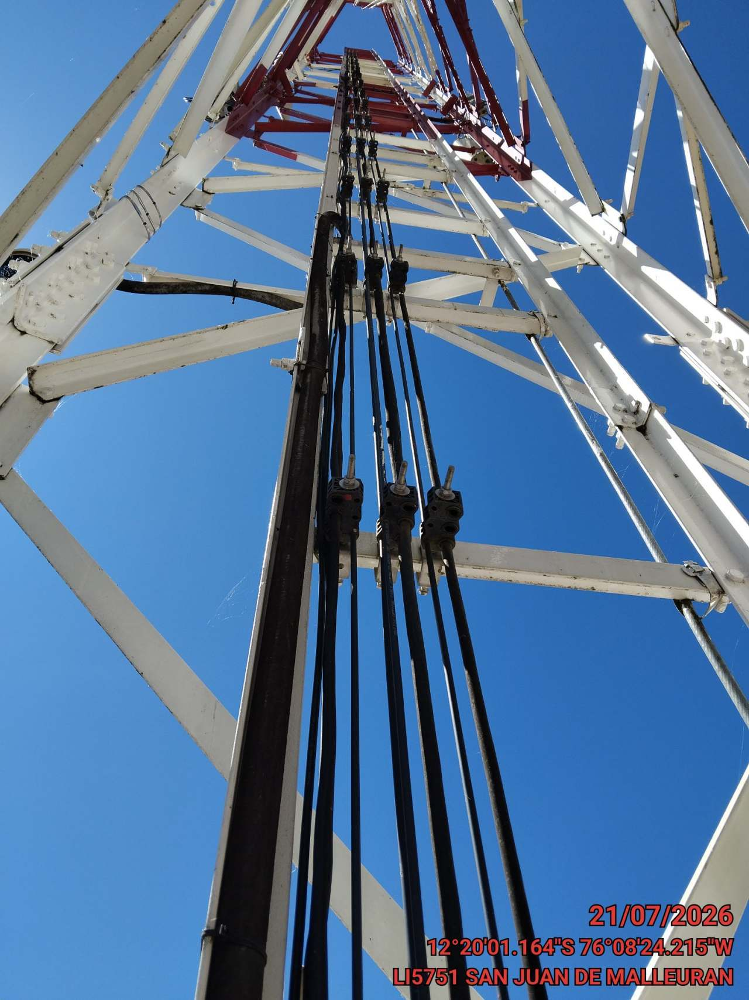 21/07/2026
12°20'01.164"S 76°08'24.215"W
LI5751 SAN JUAN DE MALLEURAN